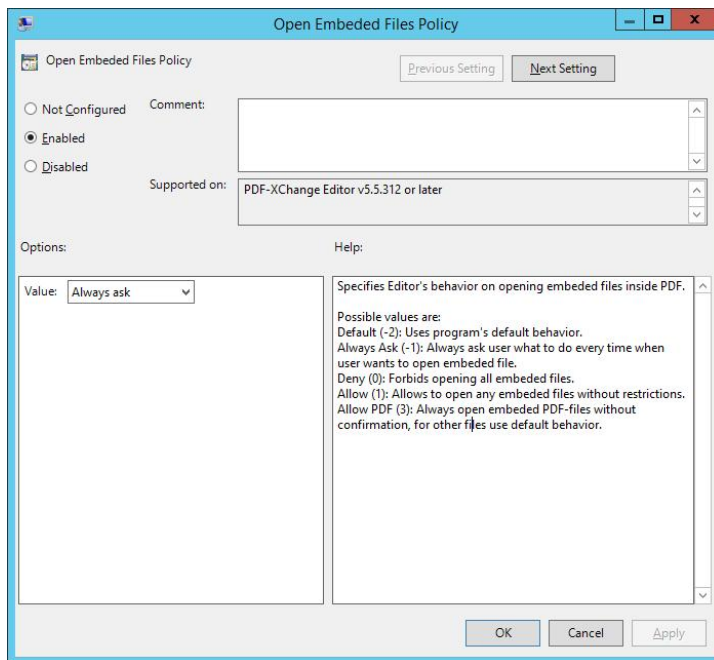 Open Embeded Files Policy
X
Open Embeded Files Policy
Previous Setting
Next Setting
Not Configured
Comment:
Enabled
Disabled
Supported on:
PDF-XChange Editor v5.5.312 or later
Options:
Help:
Value:
Always ask
Specifies Editor's behavior on opening embeded files inside PDF.
Possible values are:
Default (-2): Uses program's default behavior.
Always Ask (-1): Always ask user what to do every time when
user wants to open embeded file.
Deny (0): Forbids opening all embeded files.
Allow (1): Allows to open any embeded files without restrictions.
Allow PDF (3): Always open embeded PDF-files without
confirmation, for other files use default behavior.
OK
Cancel
Apply